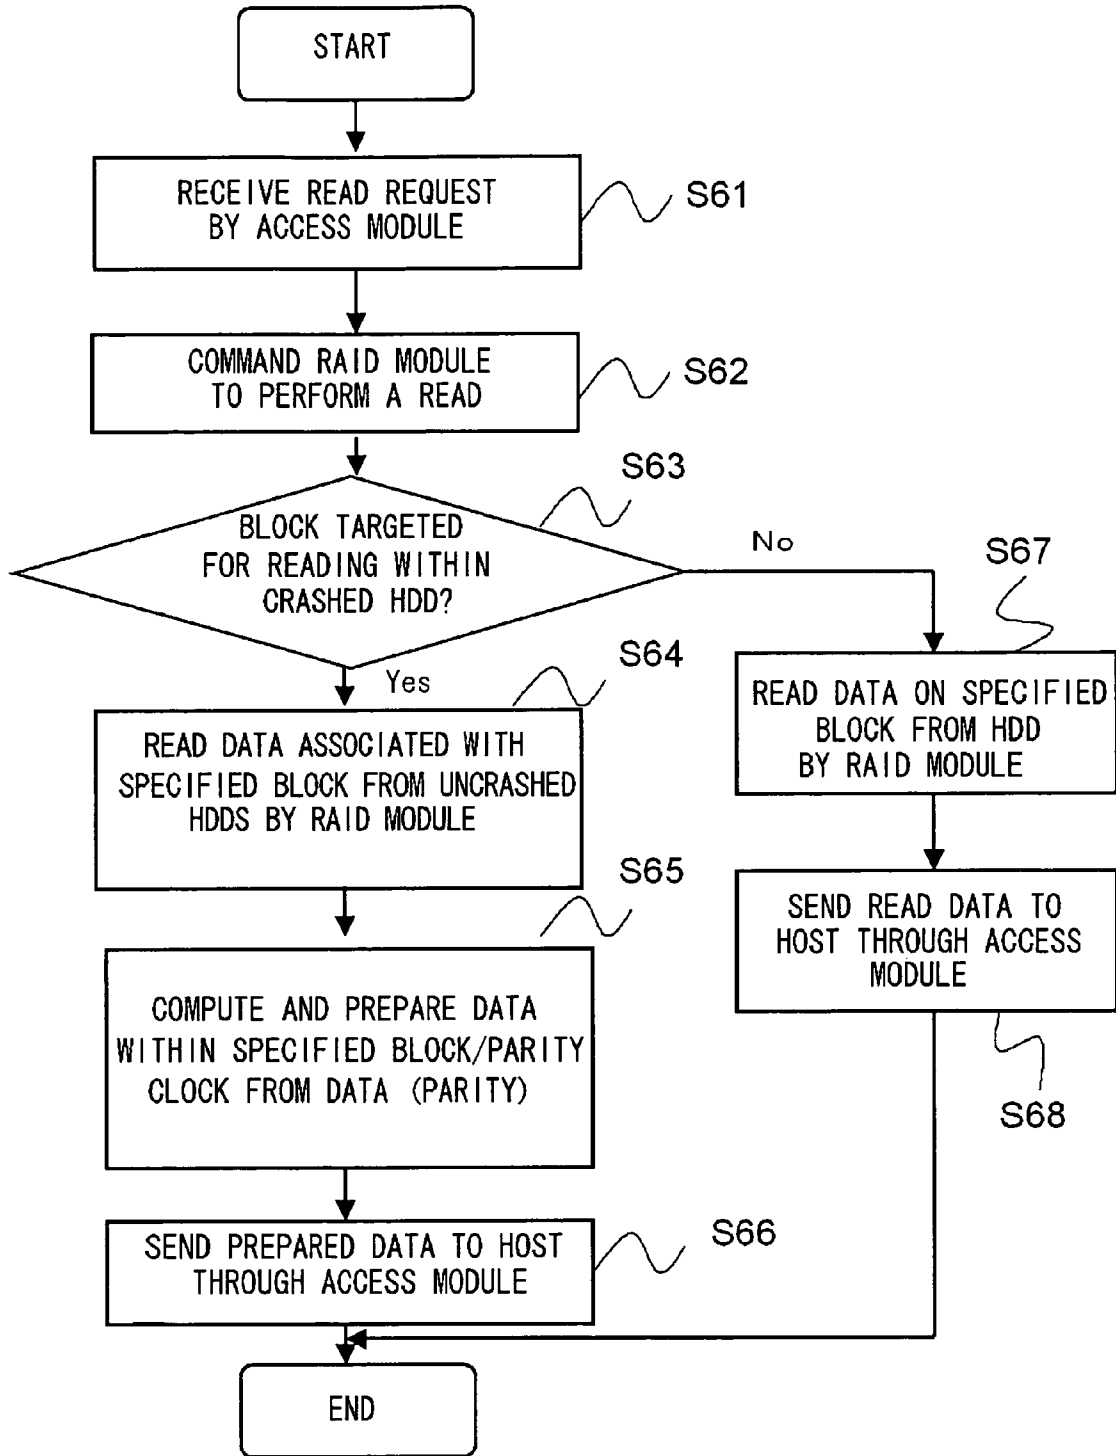 START
RECEIVE READ REQUEST
BY ACCESS MODULE
S61
COMMAND RAID MODULE
TO PERFORM A READ
S62
S63
BLOCK TARGETED
FOR READING WITHIN
CRASHED HDD?
No
Yes
S64
READ DATA ASSOCIATED WITH
SPECIFIED BLOCK FROM UNCRASHED
HDDS BY RAID MODULE
S65
COMPUTE AND PREPARE DATA
WITHIN SPECIFIED BLOCK/PARITY
CLOCK FROM DATA (PARITY)
SEND PREPARED DATA TO HOST
THROUGH ACCESS MODULE
S66
S67
READ DATA ON SPECIFIED
BLOCK FROM HDD
BY RAID MODULE
SEND READ DATA TO
HOST THROUGH ACCESS
MODULE
S68
END